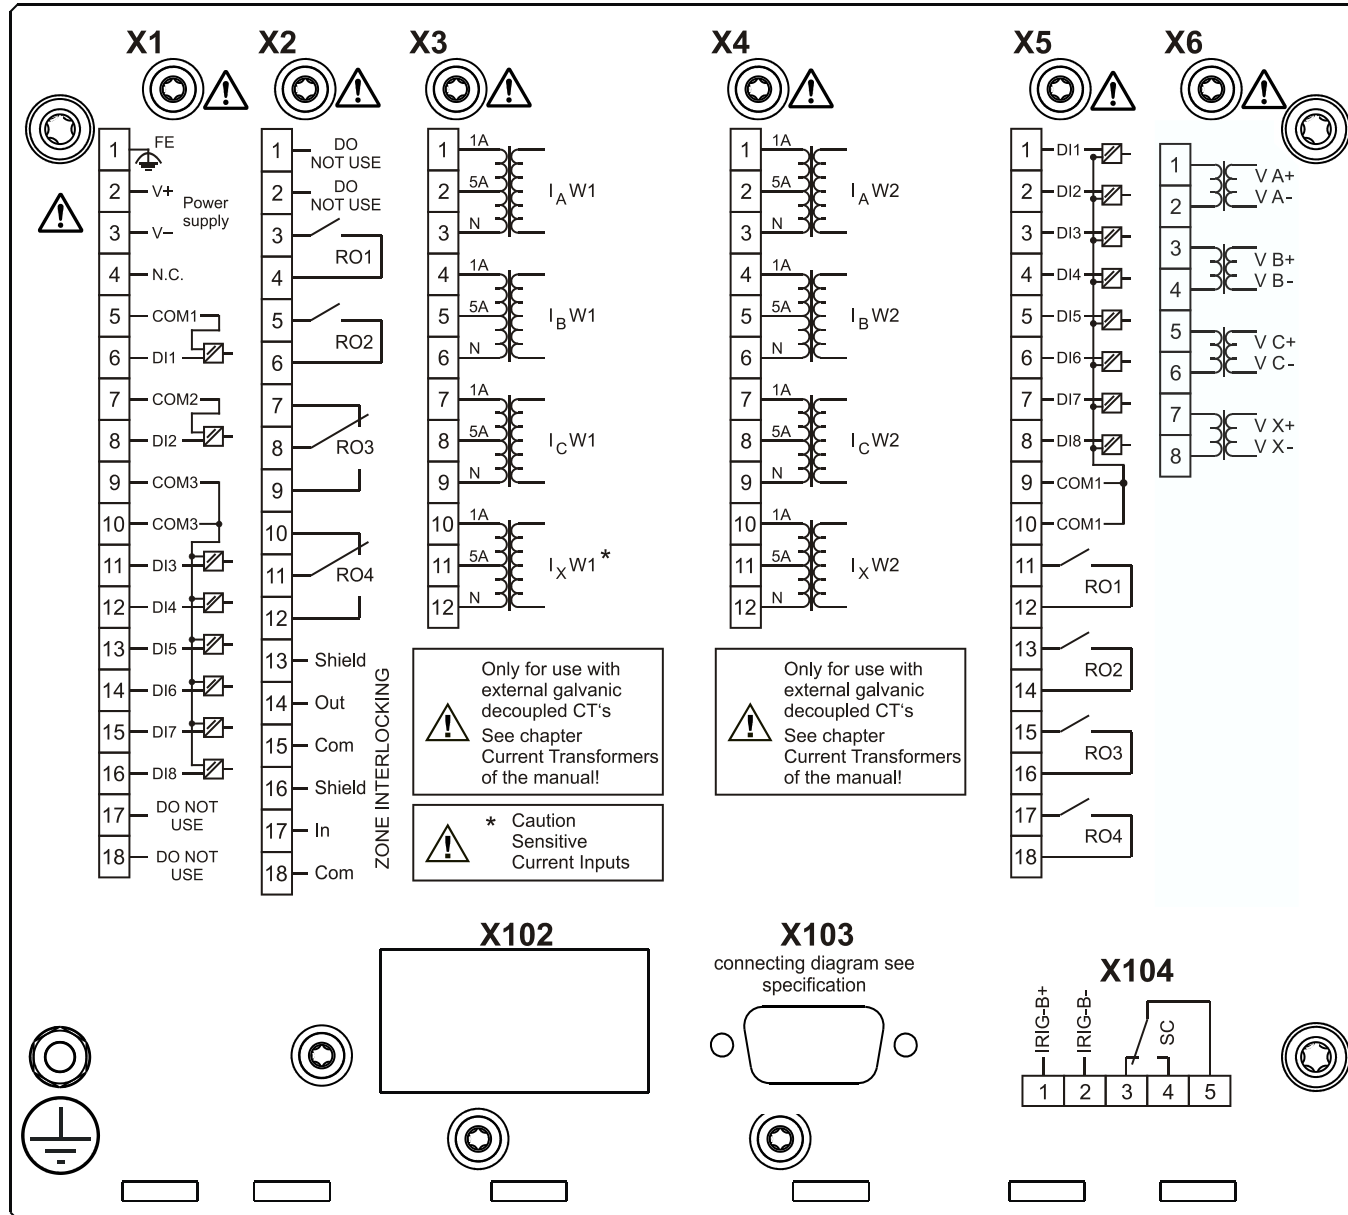 X1
X2
X3
X4
X5
X6
1 FE
2 V+
Power
supply
3 V–
4 N.C.
5 COM1
6 DI1
7 COM2
8 DI2
9 COM3
10 COM3
11 DI3
12 DI4
13 DI5
14 DI6
15 DI7
16 DI8
17 DO NOT
USE
18 DO NOT
USE
1 DO
NOT USE
2 DO
NOT USE
3
RO1
4
5
RO2
6
7
8 RO3
9
10
11 RO4
12
13 Shield
14 Out
15 Com
16 Shield
17 In
18 Com
ZONE INTERLOCKING
1 1A
2 5A IA W1
3 N
4 1A
5 5A IB W1
6 N
7 1A
8 5A IC W1
9 N
10 1A
11 5A IX W1*
12 N
Only for use with
external galvanic
decoupled CT's
See chapter
Current Transformers
of the manual!
* Caution
Sensitive
Current Inputs
1 1A
2 5A IA W2
3 N
4 1A
5 5A IB W2
6 N
7 1A
8 5A IC W2
9 N
10 1A
11 5A IX W2
12 N
Only for use with
external galvanic
decoupled CT's
See chapter
Current Transformers
of the manual!
1 DI1
2 DI2
3 DI3
4 DI4
5 DI5
6 DI6
7 DI7
8 DI8
9 COM1
10 COM1
11
RO1
12
13
RO2
14
15
RO3
16
17
RO4
18
1 V A+
2 V A-
3 V B+
4 V B-
5 V C+
6 V C-
7 V X+
8 V X-
X102
X103
connecting diagram see
specification
X104
IRIG-B+
IRIG-B-
SC
1 2 3 4 5